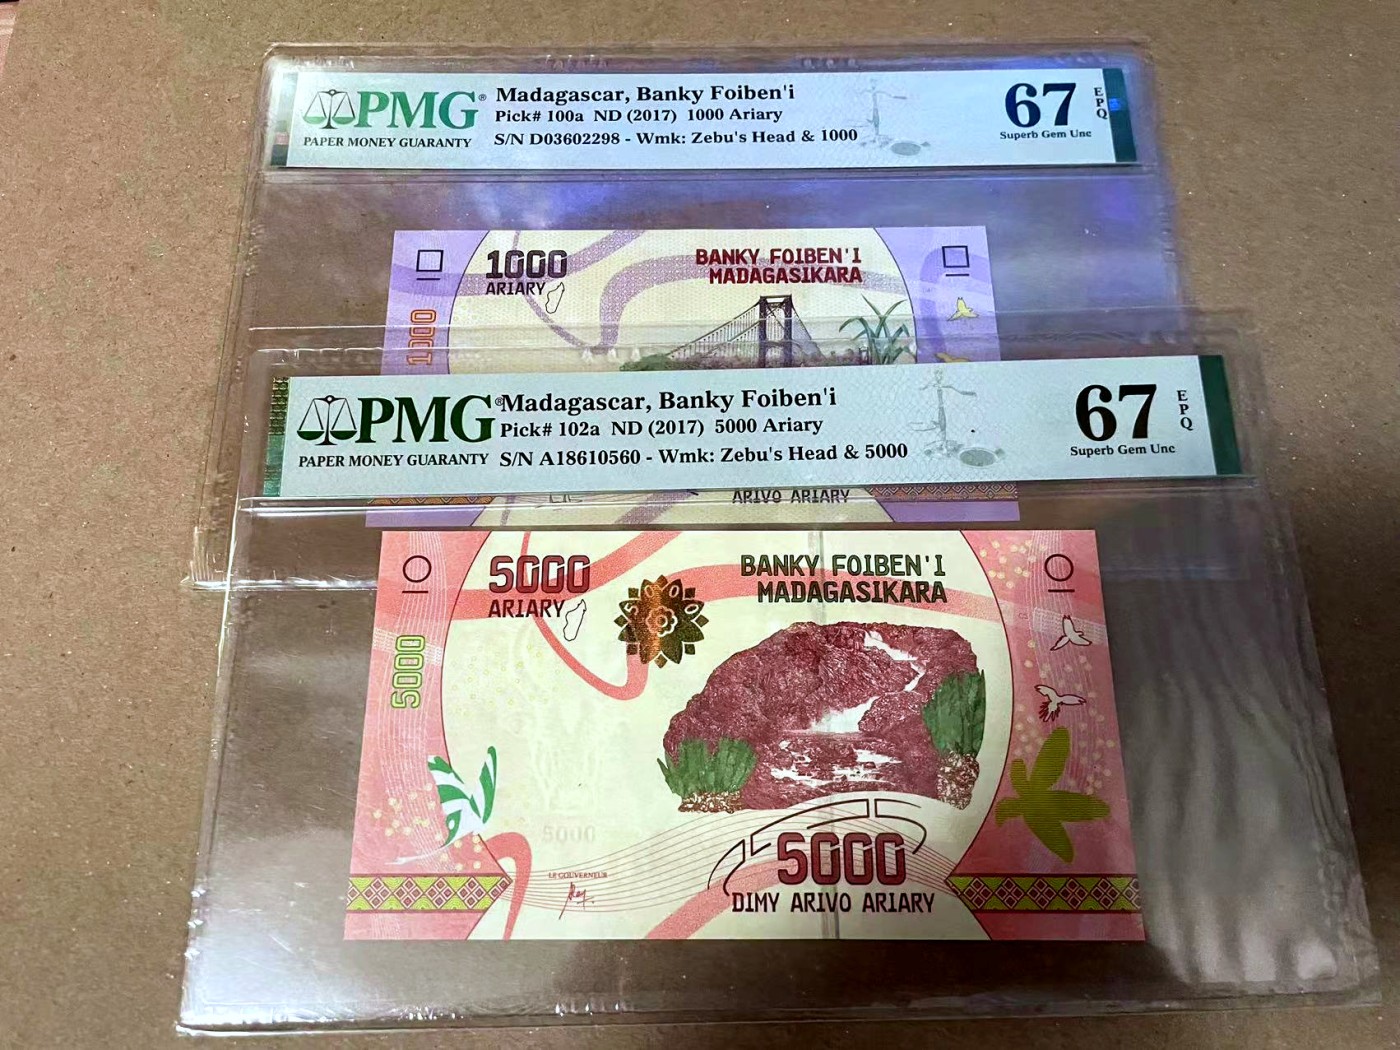 PMG®
PAPER MONEY GUARANTY
Madagascar, Banky Foiben'i
Pick# 100a ND (2017) 1000 Ariary
S/N D03602298 - Wmk: Zebu's Head & 1000
67
EPQ
Superb Gem Unc
1000
ARIARY
BANKY FOIBEN'I
MADAGASIKARA
1000
PMG®
PAPER MONEY GUARANTY
Madagascar, Banky Foiben'i
Pick# 102a ND (2017) 5000 Ariary
S/N A18610560 - Wmk: Zebu's Head & 5000
67
EPQ
Superb Gem Unc
ARIVO ARIARY
5000
ARIARY
BANKY FOIBEN'I
MADAGASIKARA
5000
5000
LE GOUVERNEUR
5000
DIMY ARIVO ARIARY